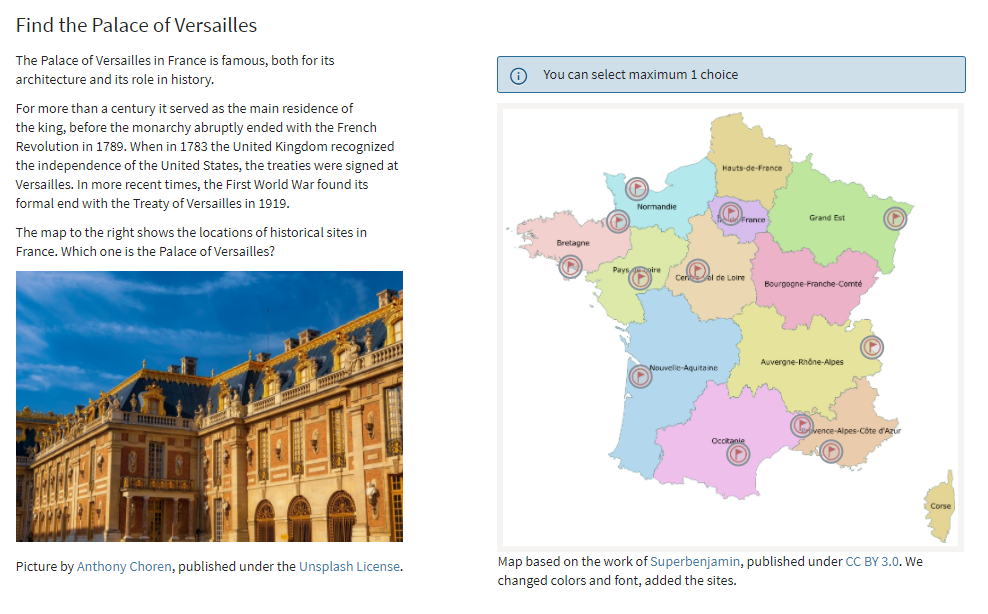 Find the Palace of Versailles
The Palace of Versailles in France is famous, both for its
architecture and its role in history.
For more than a century it served as the main residence of
the king, before the monarchy abruptly ended with the French
Revolution in 1789. When in 1783 the United Kingdom recognized
the independence of the United States, the treaties were signed at
Versailles. In more recent times, the First World War found its
formal end with the Treaty of Versailles in 1919.
The map to the right shows the locations of historical sites in
France. Which one is the Palace of Versailles?
Picture by Anthony Choren, published under the Unsplash License.
You can select maximum 1 choice
Hauts-de-France
Normandie
France
Grand Est
Bretagne
Pays
Loire
Val de Loire
Bourgogne-Franche-Comté
Nouvelle-Aquitaine
Auvergne-Rhône-Alpes
Occitanie
vence-Alpes-Côte d'Azur
Corse
Map based on the work of Superbenjamin, published under CC BY 3.0. We
changed colors and font, added the sites.